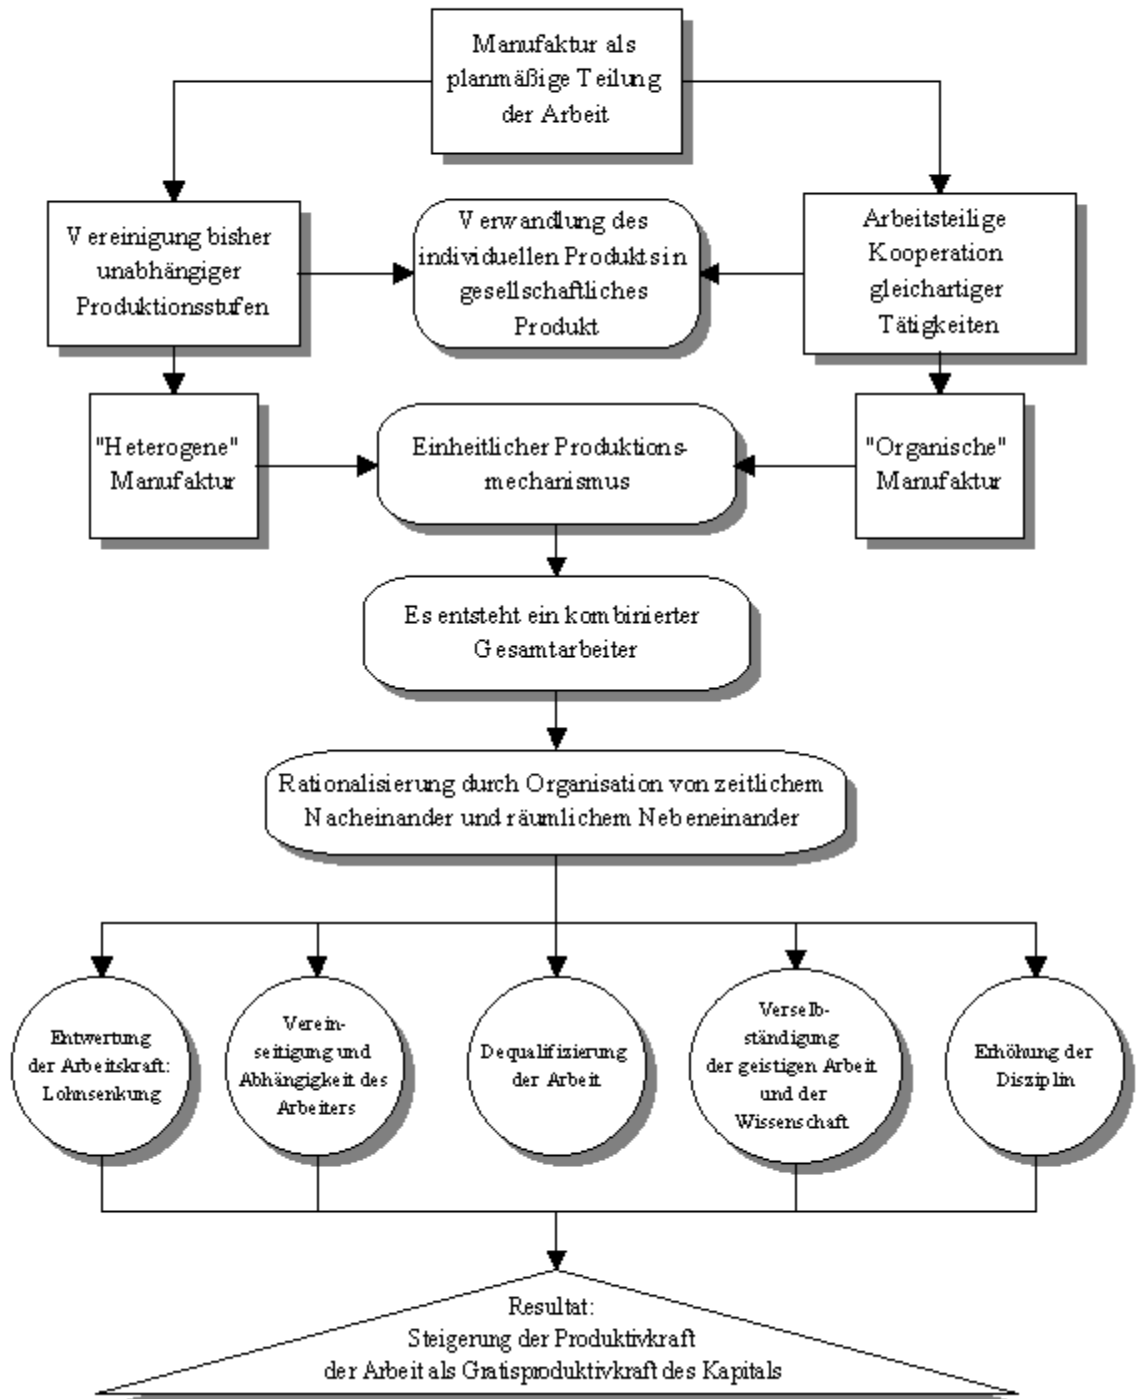 Manufaktur als
planmäßige Teilung
der Arbeit
Vereinigung bisher
unabhängiger
Produktionsstufen
Verwandlung des
individuellen Produkts in
gesellschaftliches
Produkt
Arbeitsteilige
Kooperation
gleichartiger
Tätigkeiten
"Heterogene"
Manufaktur
Einheitlicher Produktions-
mechanismus
"Organische"
Manufaktur
Es entsteht ein kombinierter
Gesamtarbeiter
Rationalisierung durch Organisation von zeitlichem
Nacheinander und räumlichem Nebeneinander
Entwertung
der Arbeitskraft:
Lohnsenkung
Verein-
seitigung und
Abhängigkeit des
Arbeiters
Dequalifizierung
der Arbeit
Verselb-
ständigung
der geistigen Arbeit
und der
Wissenschaft
Erhöhung der
Disziplin
Resultat:
Steigerung der Produktivkraft
der Arbeit als Gratisproduktivkraft des Kapitals